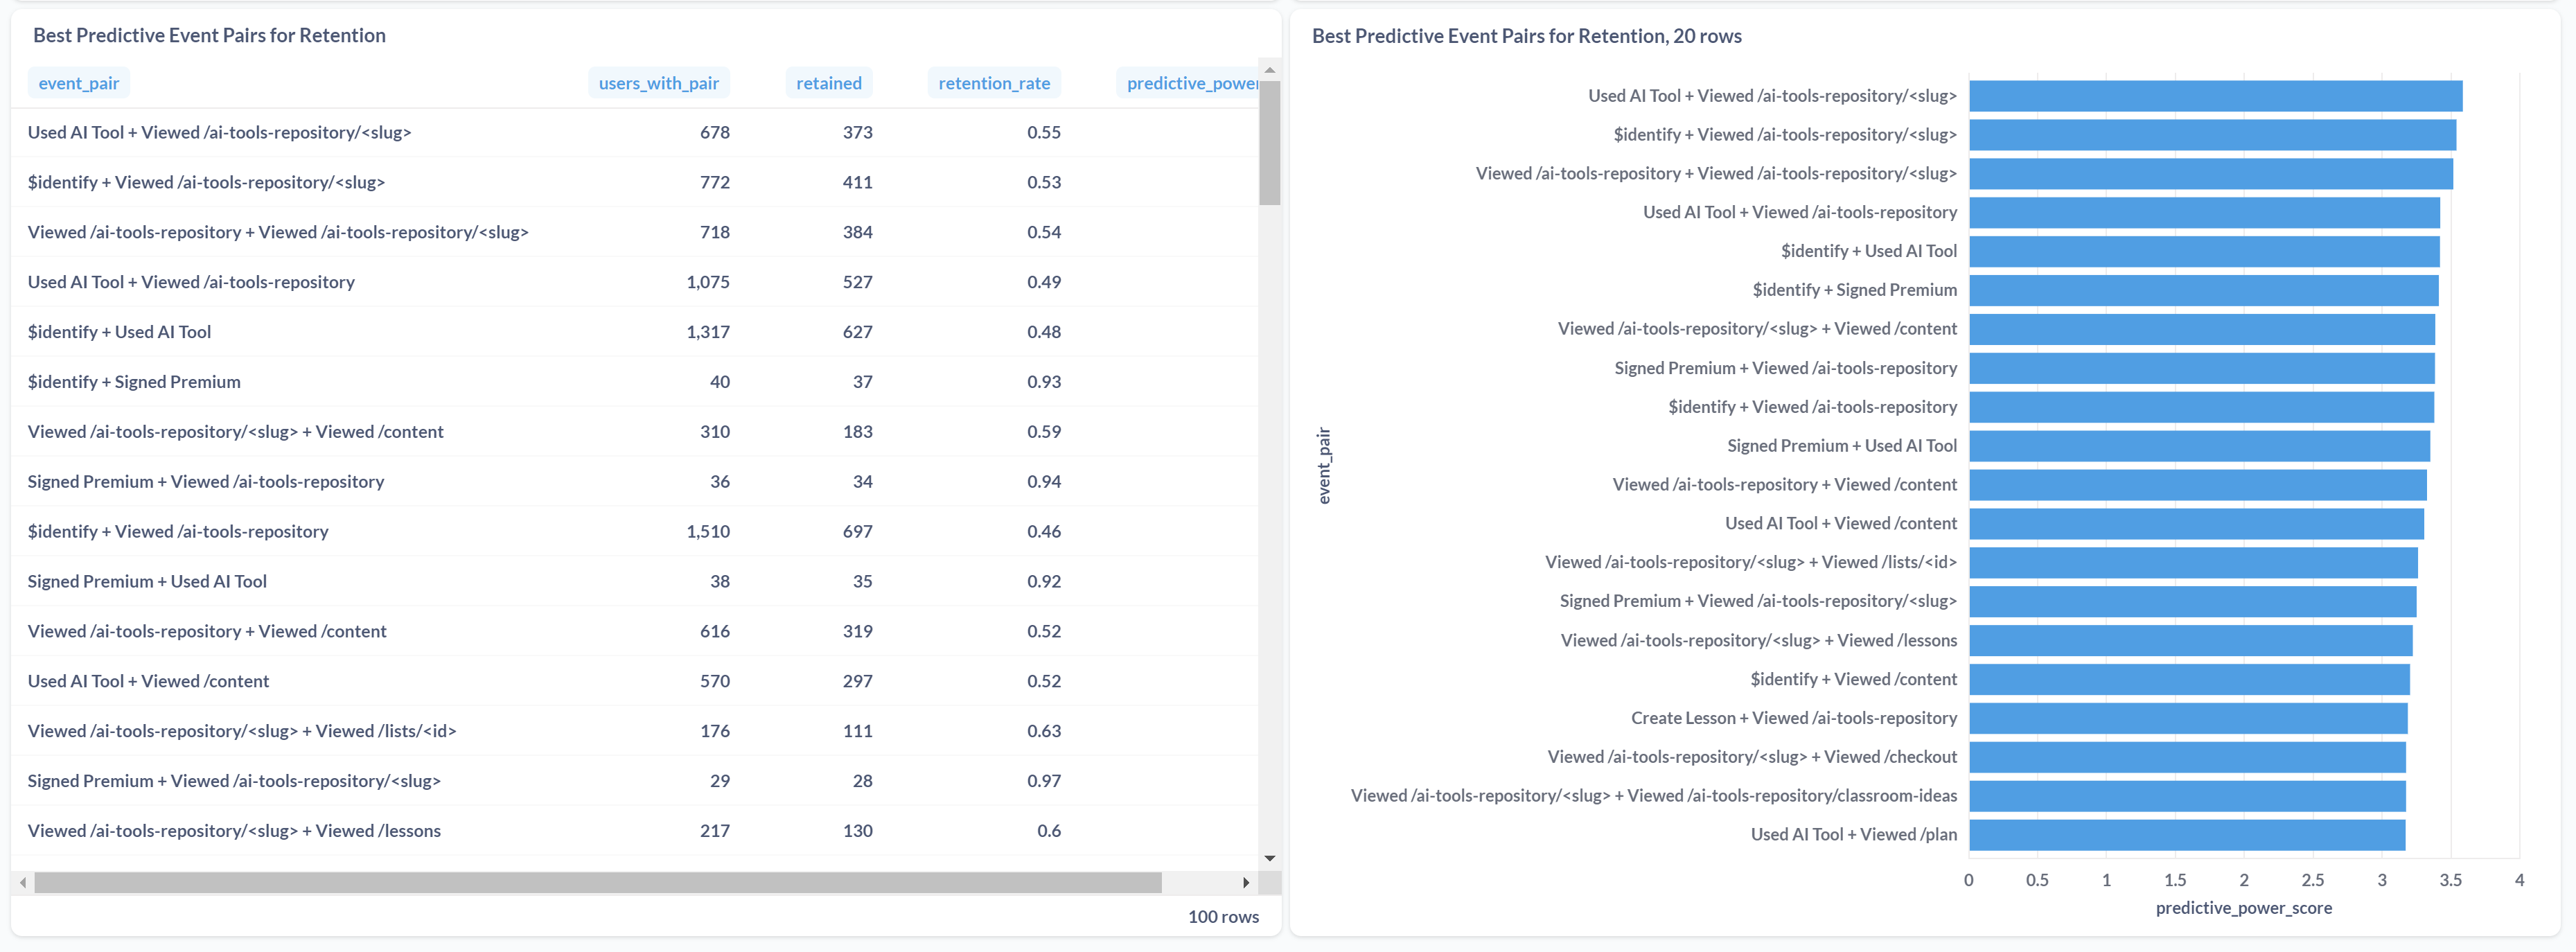 Best Predictive Event Pairs for Retention
event_pair users_with_pair retained retention_rate predictive_power
Used AI Tool + Viewed /ai-tools-repository/<slug> 678 373 0.55
$identify + Viewed /ai-tools-repository/<slug> 772 411 0.53
Viewed /ai-tools-repository + Viewed /ai-tools-repository/<slug> 718 384 0.54
Used AI Tool + Viewed /ai-tools-repository 1,075 527 0.49
$identify + Used AI Tool 1,317 627 0.48
$identify + Signed Premium 40 37 0.93
Viewed /ai-tools-repository/<slug> + Viewed /content 310 183 0.59
Signed Premium + Viewed /ai-tools-repository 36 34 0.94
$identify + Viewed /ai-tools-repository 1,510 697 0.46
Signed Premium + Used AI Tool 38 35 0.92
Viewed /ai-tools-repository + Viewed /content 616 319 0.52
Used AI Tool + Viewed /content 570 297 0.52
Viewed /ai-tools-repository/<slug> + Viewed /lists/<id> 176 111 0.63
Signed Premium + Viewed /ai-tools-repository/<slug> 29 28 0.97
Viewed /ai-tools-repository/<slug> + Viewed /lessons 217 130 0.6
100 rows
Best Predictive Event Pairs for Retention, 20 rows
event_pair
Used AI Tool + Viewed /ai-tools-repository/<slug>
$identify + Viewed /ai-tools-repository/<slug>
Viewed /ai-tools-repository + Viewed /ai-tools-repository/<slug>
Used AI Tool + Viewed /ai-tools-repository
$identify + Used AI Tool
$identify + Signed Premium
Viewed /ai-tools-repository/<slug> + Viewed /content
Signed Premium + Viewed /ai-tools-repository
$identify + Viewed /ai-tools-repository
Signed Premium + Used AI Tool
Viewed /ai-tools-repository + Viewed /content
Used AI Tool + Viewed /content
Viewed /ai-tools-repository/<slug> + Viewed /lists/<id>
Signed Premium + Viewed /ai-tools-repository/<slug>
Viewed /ai-tools-repository/<slug> + Viewed /lessons
$identify + Viewed /content
Create Lesson + Viewed /ai-tools-repository
Viewed /ai-tools-repository/<slug> + Viewed /checkout
Viewed /ai-tools-repository/<slug> + Viewed /ai-tools-repository/classroom-ideas
Used AI Tool + Viewed /plan
0 0.5 1 1.5 2 2.5 3 3.5 4
predictive_power_score